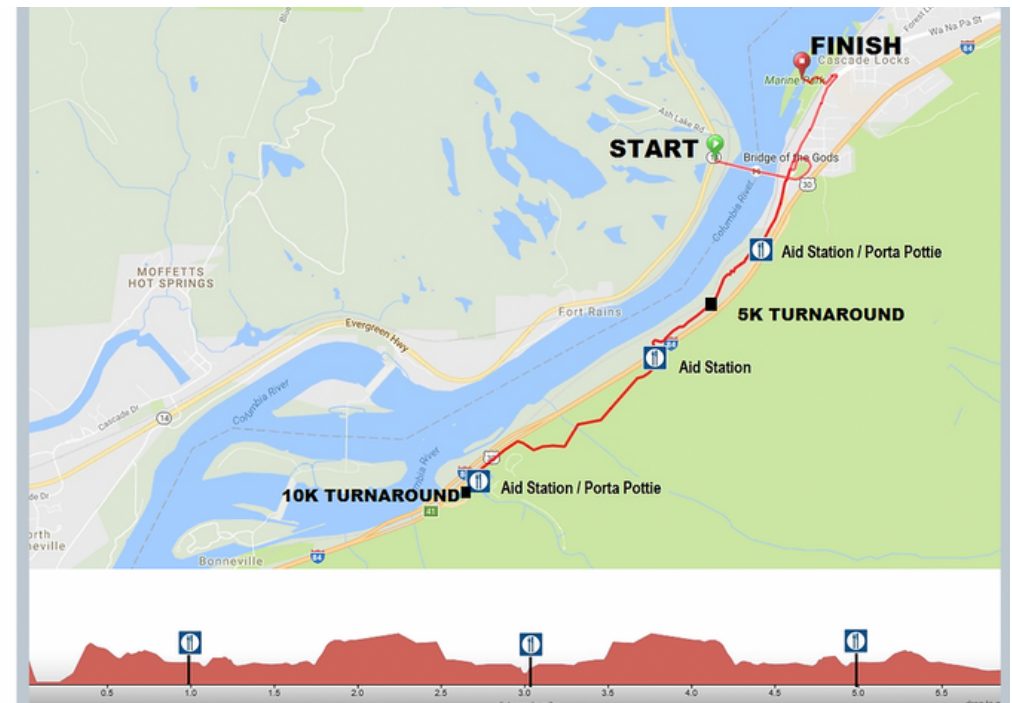 FINISH
Wa Na Pa St
84
Cascade Locks
Marine Park
Ash Lake Rd
START
Bridge of the Gods
30
Columbia River
Aid Station / Porta Pottie
MOFFETTS
HOT SPRINGS
5K TURNAROUND
Fort Rains
Evergreen Hwy
84
Aid Station
Columbia River
Cascade Dr
14
Aid Station / Porta Pottie
10K TURNAROUND
41
84
Bonneville
0.5 1.0 1.5 2.0 2.5 3.0 3.5 4.0 4.5 5.0 5.5